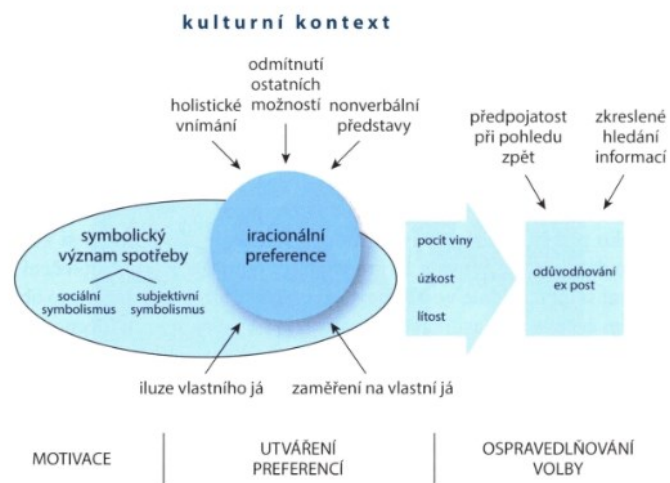 kulturní kontext
odmítnutí
ostatních
možností
holistické
vnímání
nonverbální
představy
předpojatost
při pohledu
zpět
zkreslené
hledání
informací
symbolický
význam spotřeby
sociální
symbolismus
subjektivní
symbolismus
iracionální
preference
pocit viny
úzkost
lítost
odůvodňování
ex post
iluze vlastního já
zaměření na vlastní já
MOTIVACE
UTVÁŘENÍ
PREFERENCÍ
OSPRAVEDLŇOVÁNÍ
VOLBY